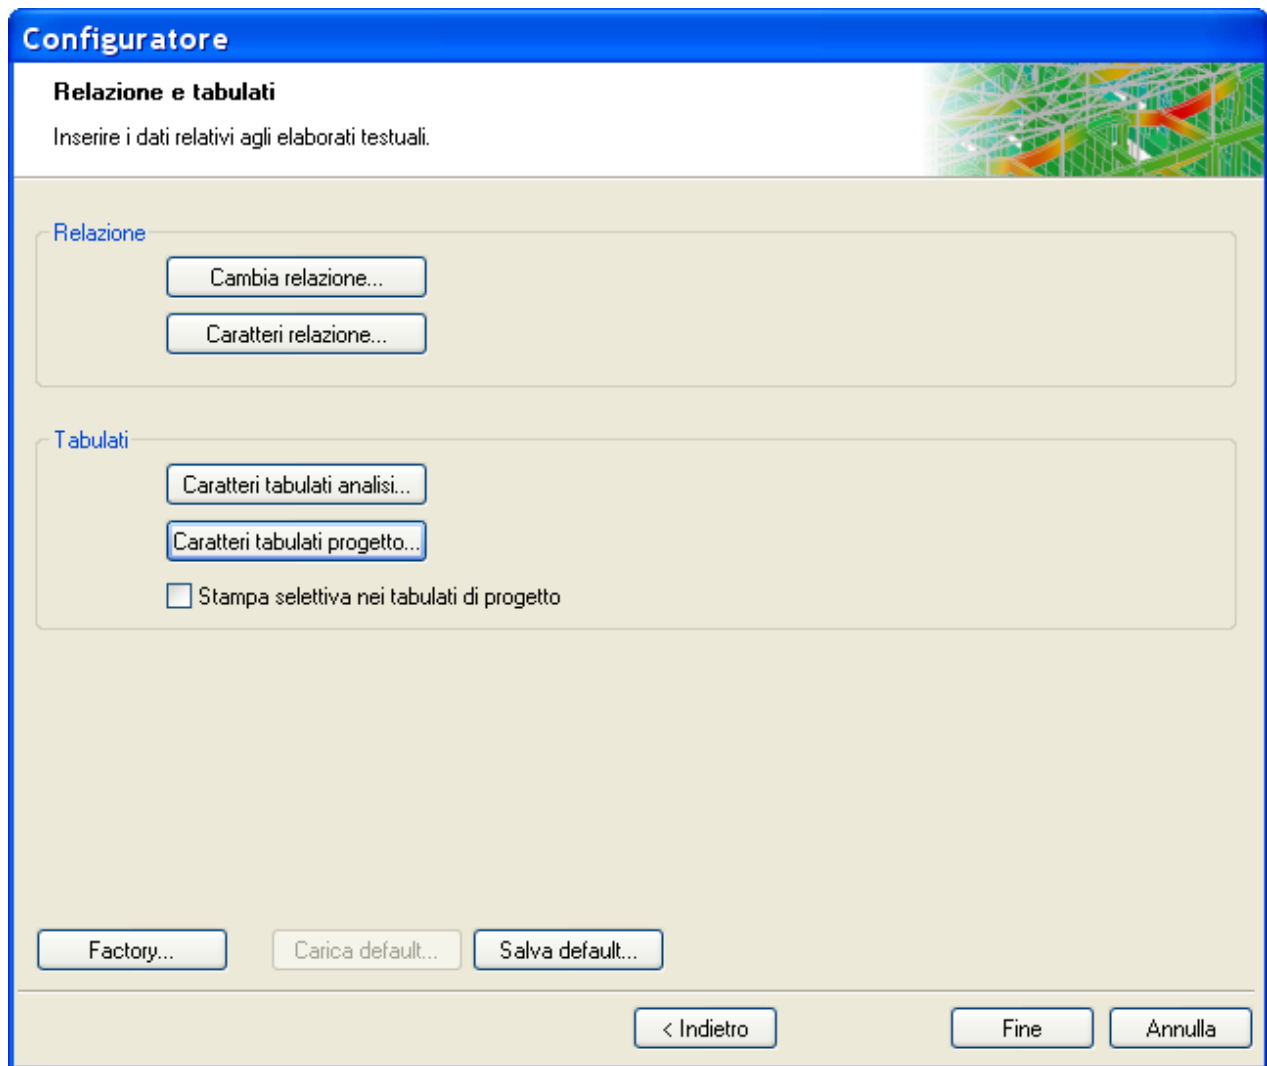 Configuratore
Relazione e tabulati
Inserire i dati relativi agli elaborati testuali.
Relazione
Cambia relazione...
Caratteri relazione...
Tabulati
Caratteri tabulati analisi...
Caratteri tabulati progetto...
Stampa selettiva nei tabulati di progetto
Factory... Carica default... Salva default...
< Indietro Fine Annulla